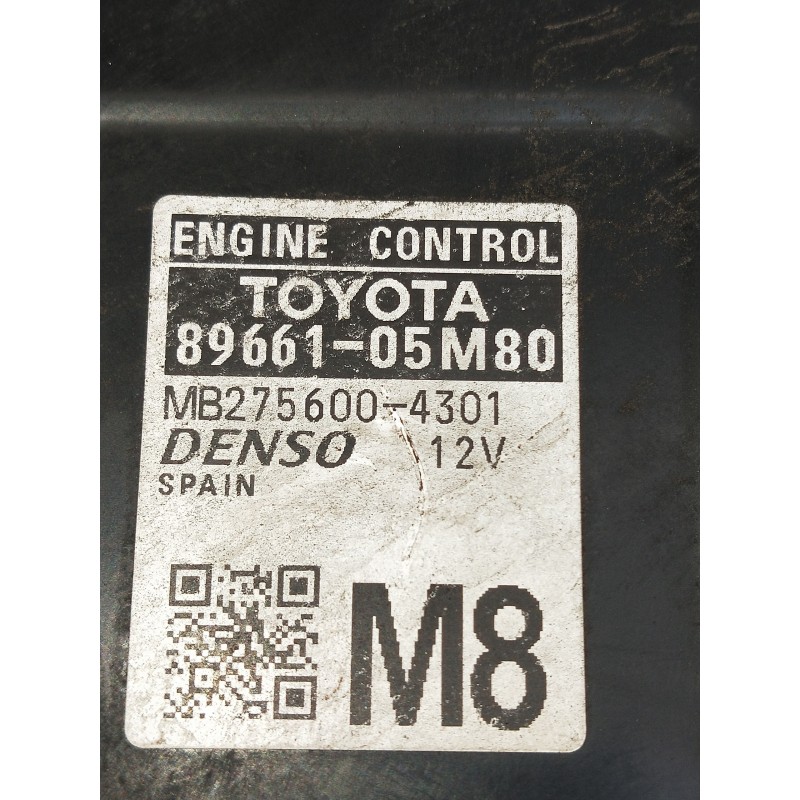 ENGINE CONTROL
TOYOTA
89661-05M80
MB275600-4301
DENSO 12V
SPAIN
M8